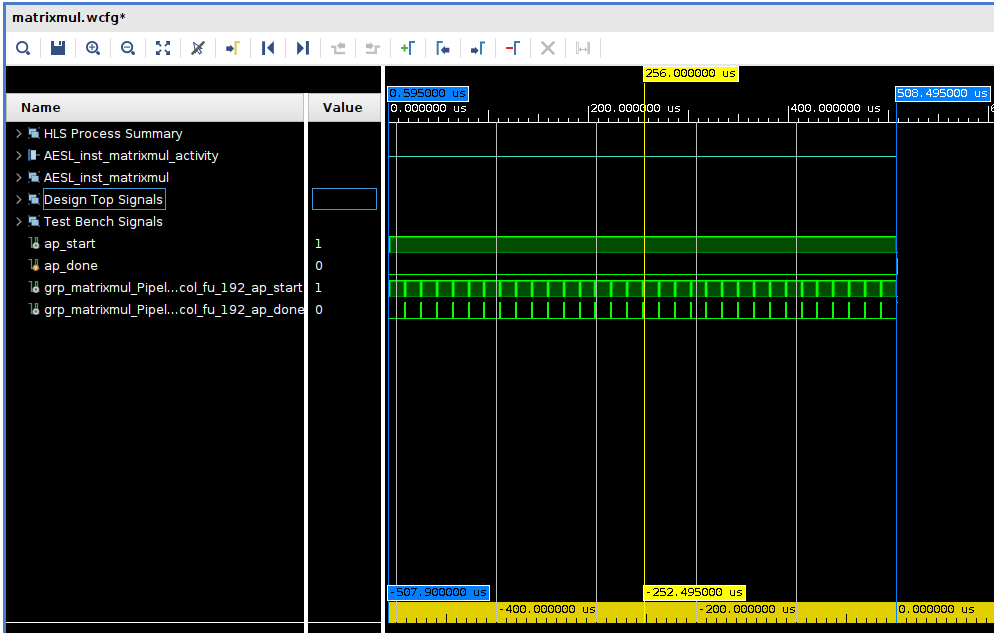 matrixmul.wcfg*
256.000000 us
0.595000 us
508.495000 us
Name
Value
0.000000 us
200.000000 us
400.000000 us
HLS Process Summary
AESL_inst_matrixmul_activity
AESL_inst_matrixmul
Design Top Signals
Test Bench Signals
ap_start
1
ap_done
0
grp_matrixmul_Pipel...col_fu_192_ap_start
1
grp_matrixmul_Pipel...col_fu_192_ap_done
0
-507.900000 us
-252.495000 us
-400.000000 us
-200.000000 us
0.000000 us